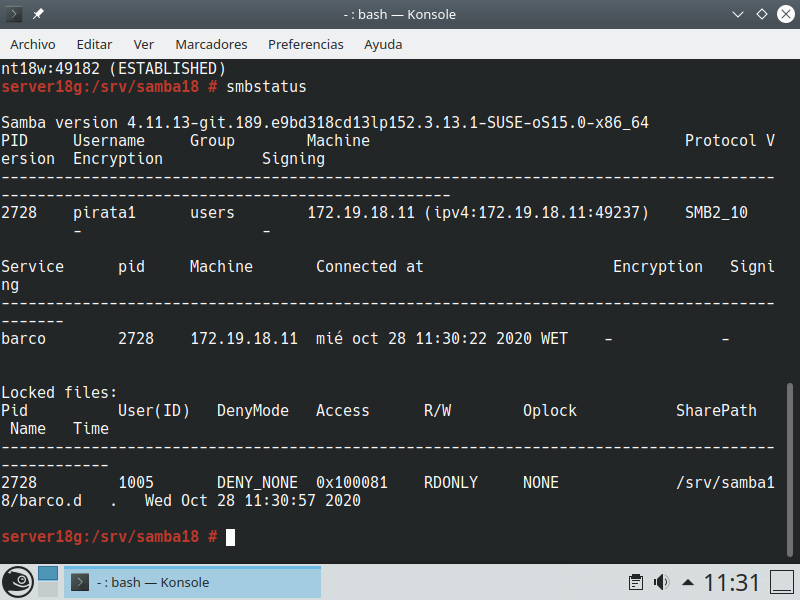 - : bash — Konsole
Archivo Editar Ver Marcadores Preferencias Ayuda
nt18w:49182 (ESTABLISHED)
server18g:/srv/samba18 # smbstatus
Samba version 4.11.13-git.189.e9bd318cd13lp152.3.13.1-SUSE-oS15.0-x86_64
PID     Username     Group        Machine                                   Protocol V
ersion  Encryption           Signing
--------------------------------------------------------------------------------------
--------------------------------------------------
2728    pirata1      users        172.19.18.11 (ipv4:172.19.18.11:49237)    SMB2_10
        -                    -
Service      pid     Machine       Connected at                     Encryption   Signi
ng
--------------------------------------------------------------------------------------
-------
barco        2728    172.19.18.11  mié oct 28 11:30:22 2020 WET    -            -
Locked files:
Pid          User(ID)   DenyMode   Access      R/W        Oplock           SharePath
 Name   Time
--------------------------------------------------------------------------------------
------------
2728         1005       DENY_NONE  0x100081    RDONLY     NONE             /srv/samba1
8/barco.d   .   Wed Oct 28 11:30:57 2020
server18g:/srv/samba18 #
- : bash — Konsole
11:31